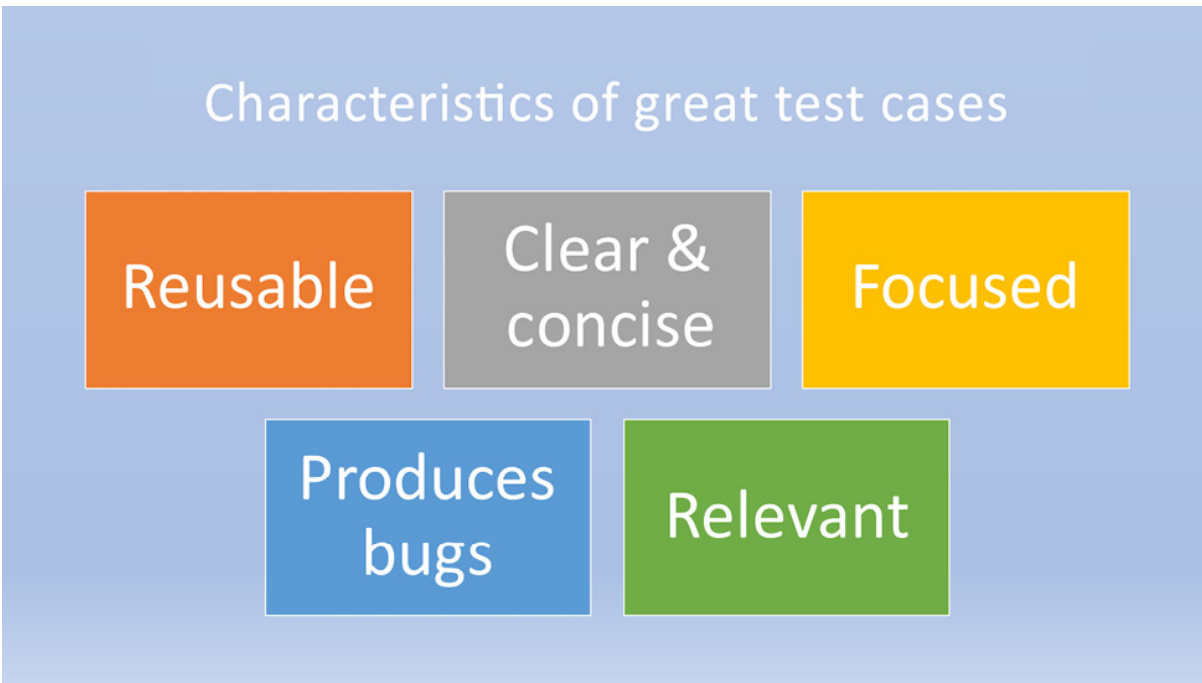 Characteristics of great test cases
Reusable
Clear &
concise
Focused
Produces
bugs
Relevant